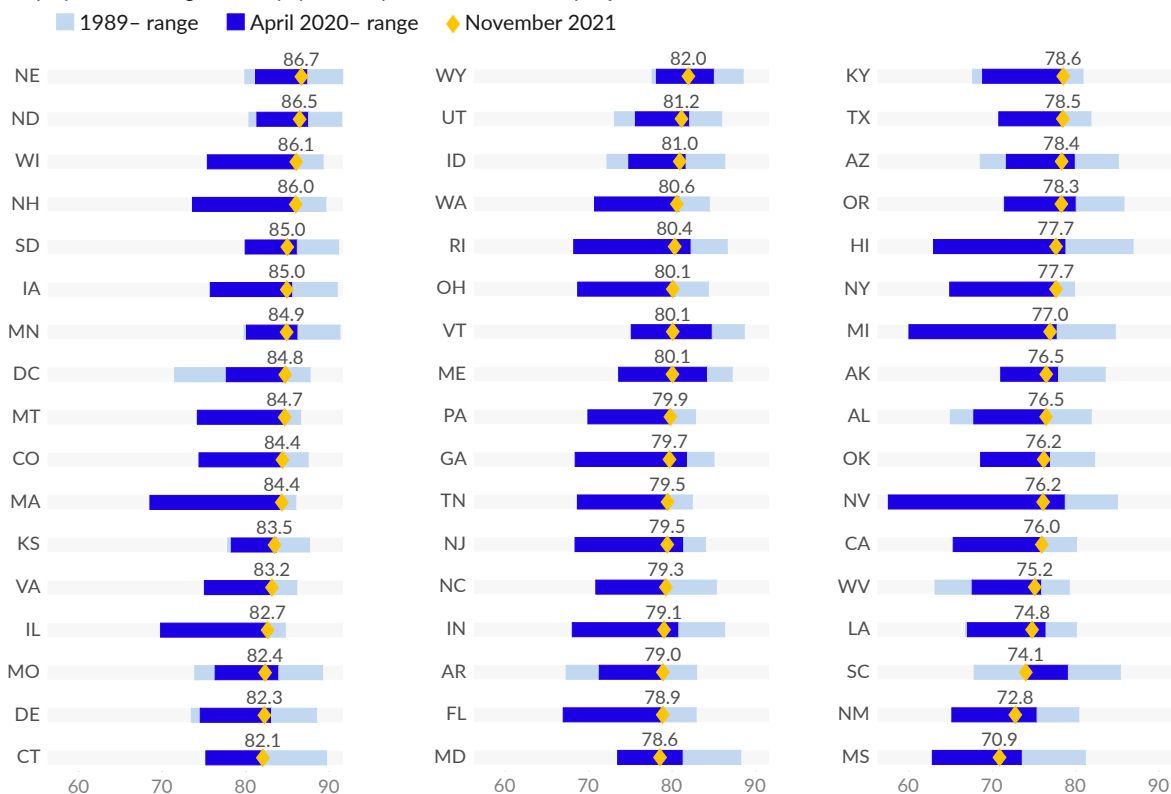 1989– range April 2020– range November 2021
NE 86.7
ND 86.5
WI 86.1
NH 86.0
SD 85.0
IA 85.0
MN 84.9
DC 84.8
MT 84.7
CO 84.4
MA 84.4
KS 83.5
VA 83.2
IL 82.7
MO 82.4
DE 82.3
CT 82.1
60 70 80 90
WY 82.0
UT 81.2
ID 81.0
WA 80.6
RI 80.4
OH 80.1
VT 80.1
ME 80.1
PA 79.9
GA 79.7
TN 79.5
NJ 79.5
NC 79.3
IN 79.1
AR 79.0
FL 78.9
MD 78.6
60 70 80 90
KY 78.6
TX 78.5
AZ 78.4
OR 78.3
HI 77.7
NY 77.7
MI 77.0
AK 76.5
AL 76.5
OK 76.2
NV 76.2
CA 76.0
WV 75.2
LA 74.8
SC 74.1
NM 72.8
MS 70.9
60 70 80 90